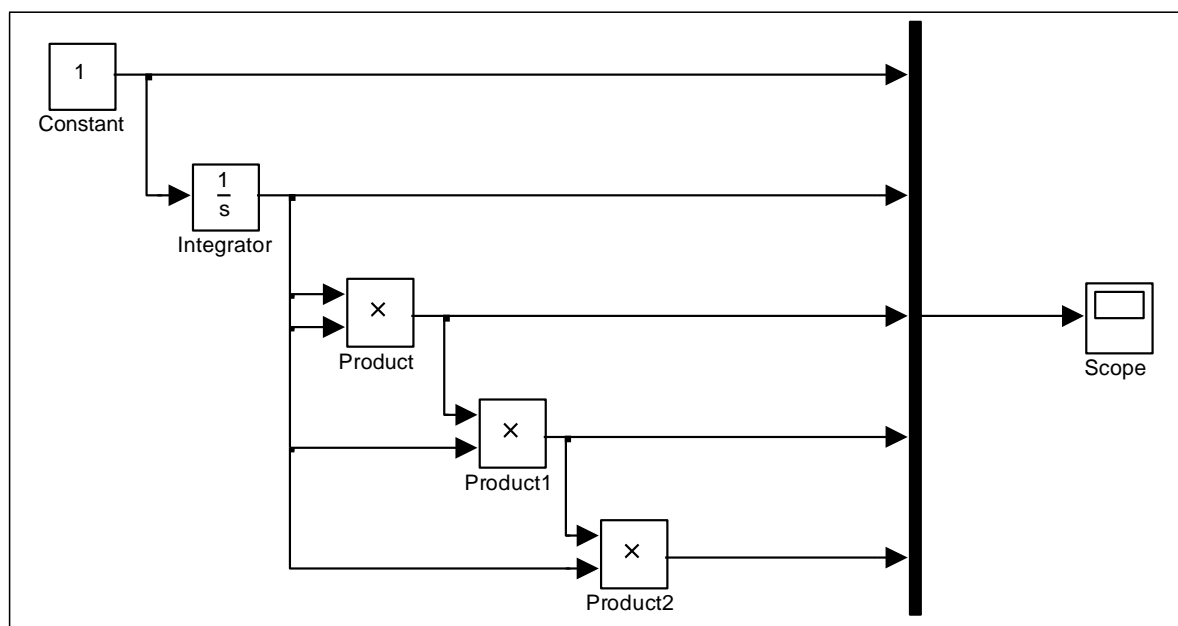 1
Constant
1
s
Integrator
×
Product
Scope
×
Product1
×
Product2